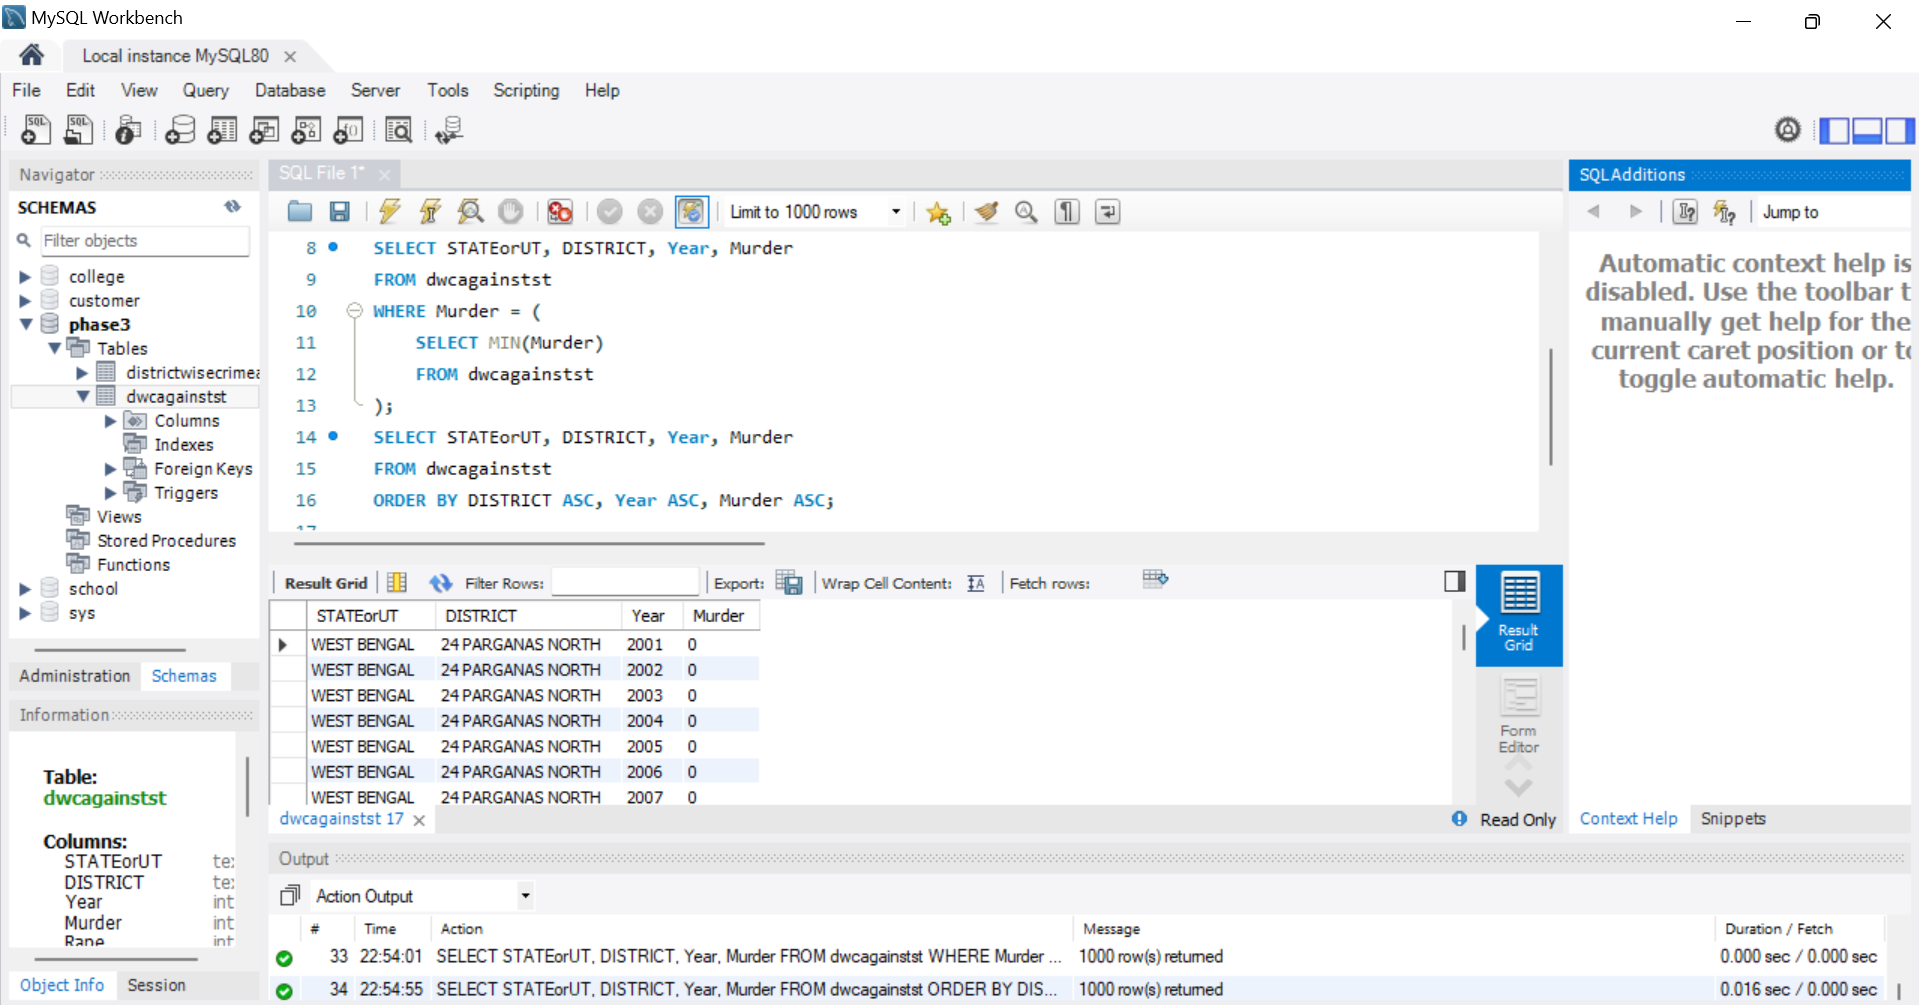 MySQL Workbench
Local instance MySQL80
File Edit View Query Database Server Tools Scripting Help
Navigator
SCHEMAS
Filter objects
college
customer
phase3
Tables
districtwisecrimea
dwcagainstst
Columns
Indexes
Foreign Keys
Triggers
Views
Stored Procedures
Functions
school
sys
Administration Schemas
Information
Table:
dwcagainstst
Columns:
STATEorUT te
DISTRICT te
Year int
Murder int
Rape int
Object Info Session
SQL File 1*
Limit to 1000 rows
8 SELECT STATEorUT, DISTRICT, Year, Murder
9 FROM dwcagainstst
10 WHERE Murder = (
11 SELECT MIN(Murder)
12 FROM dwcagainstst
13 );
14 SELECT STATEorUT, DISTRICT, Year, Murder
15 FROM dwcagainstst
16 ORDER BY DISTRICT ASC, Year ASC, Murder ASC;
17
Result Grid Filter Rows: Export: Wrap Cell Content: Fetch rows:
STATEorUT DISTRICT Year Murder
WEST BENGAL 24 PARGANAS NORTH 2001 0
WEST BENGAL 24 PARGANAS NORTH 2002 0
WEST BENGAL 24 PARGANAS NORTH 2003 0
WEST BENGAL 24 PARGANAS NORTH 2004 0
WEST BENGAL 24 PARGANAS NORTH 2005 0
WEST BENGAL 24 PARGANAS NORTH 2006 0
WEST BENGAL 24 PARGANAS NORTH 2007 0
Result
Grid
Form
Editor
dwcagainstst 17
Read Only
SQLAdditions
Jump to
Automatic context help is
disabled. Use the toolbar t
manually get help for the
current caret position or to
toggle automatic help.
Context Help Snippets
Output
Action Output
# Time Action Message Duration / Fetch
33 22:54:01 SELECT STATEorUT, DISTRICT, Year, Murder FROM dwcagainstst WHERE Murder ... 1000 row(s) returned 0.000 sec / 0.000 sec
34 22:54:55 SELECT STATEorUT, DISTRICT, Year, Murder FROM dwcagainstst ORDER BY DIS... 1000 row(s) returned 0.016 sec / 0.000 sec